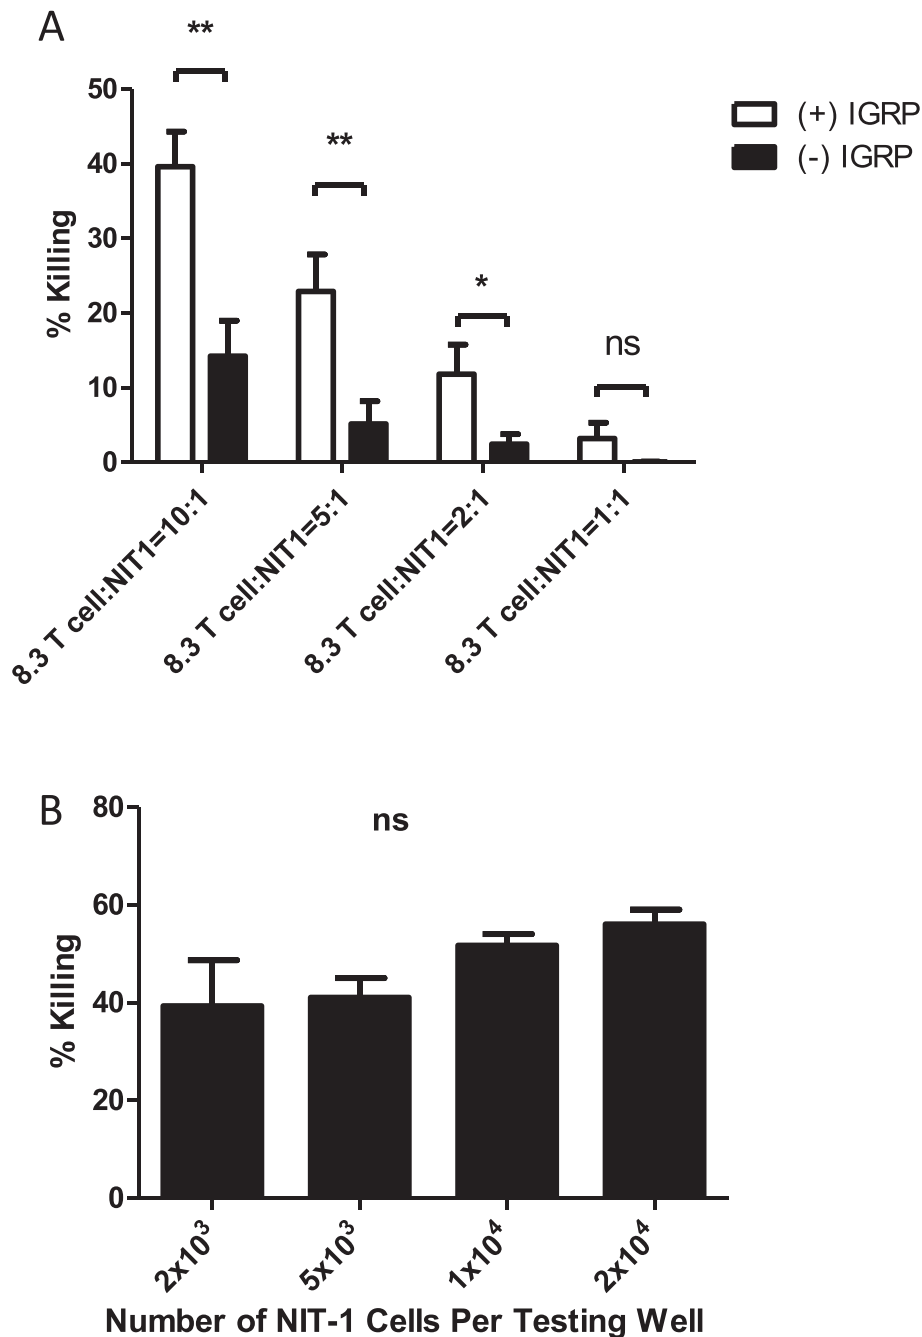 A
**
50
40
30
20
10
0
% Killing
**
*
ns
(+) IGRP
(-) IGRP
8.3 T cell:NIT1=10:1
8.3 T cell:NIT1=5:1
8.3 T cell:NIT1=2:1
8.3 T cell:NIT1=1:1
B
ns
80
60
40
20
0
% Killing
2x10³
5x10³
1x10⁴
2x10⁴
Number of NIT-1 Cells Per Testing Well